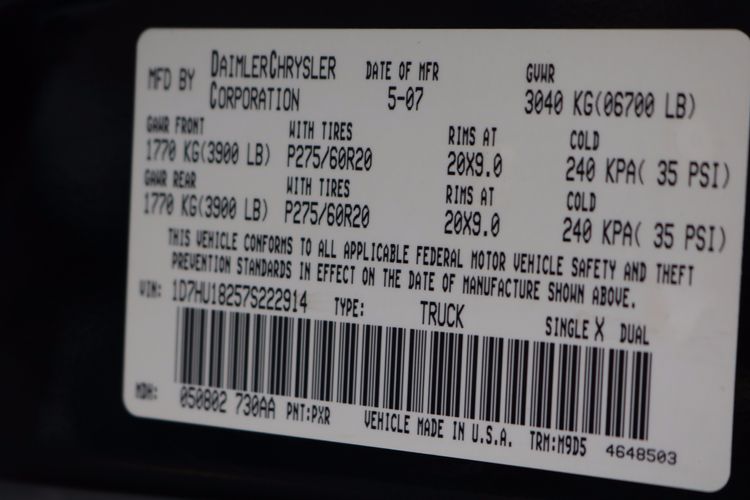 MFD BY DAIMLERCHRYSLER CORPORATION DATE OF MFR 5-07 GVWR 3040 KG(06700 LB)
GAWR FRONT WITH TIRES RIMS AT COLD
1770 KG(3900 LB) P275/60R20 20X9.0 240 KPA( 35 PSI)
GAWR REAR WITH TIRES RIMS AT COLD
1770 KG(3900 LB) P275/60R20 20X9.0 240 KPA( 35 PSI)
THIS VEHICLE CONFORMS TO ALL APPLICABLE FEDERAL MOTOR VEHICLE SAFETY AND THEFT
PREVENTION STANDARDS IN EFFECT ON THE DATE OF MANUFACTURE SHOWN ABOVE.
VIN: 1D7HU18257S222914 TYPE: TRUCK SINGLE X DUAL
MDH: 050802 730AA PNT:PXR VEHICLE MADE IN U.S.A. TRM:M9D5 4648503